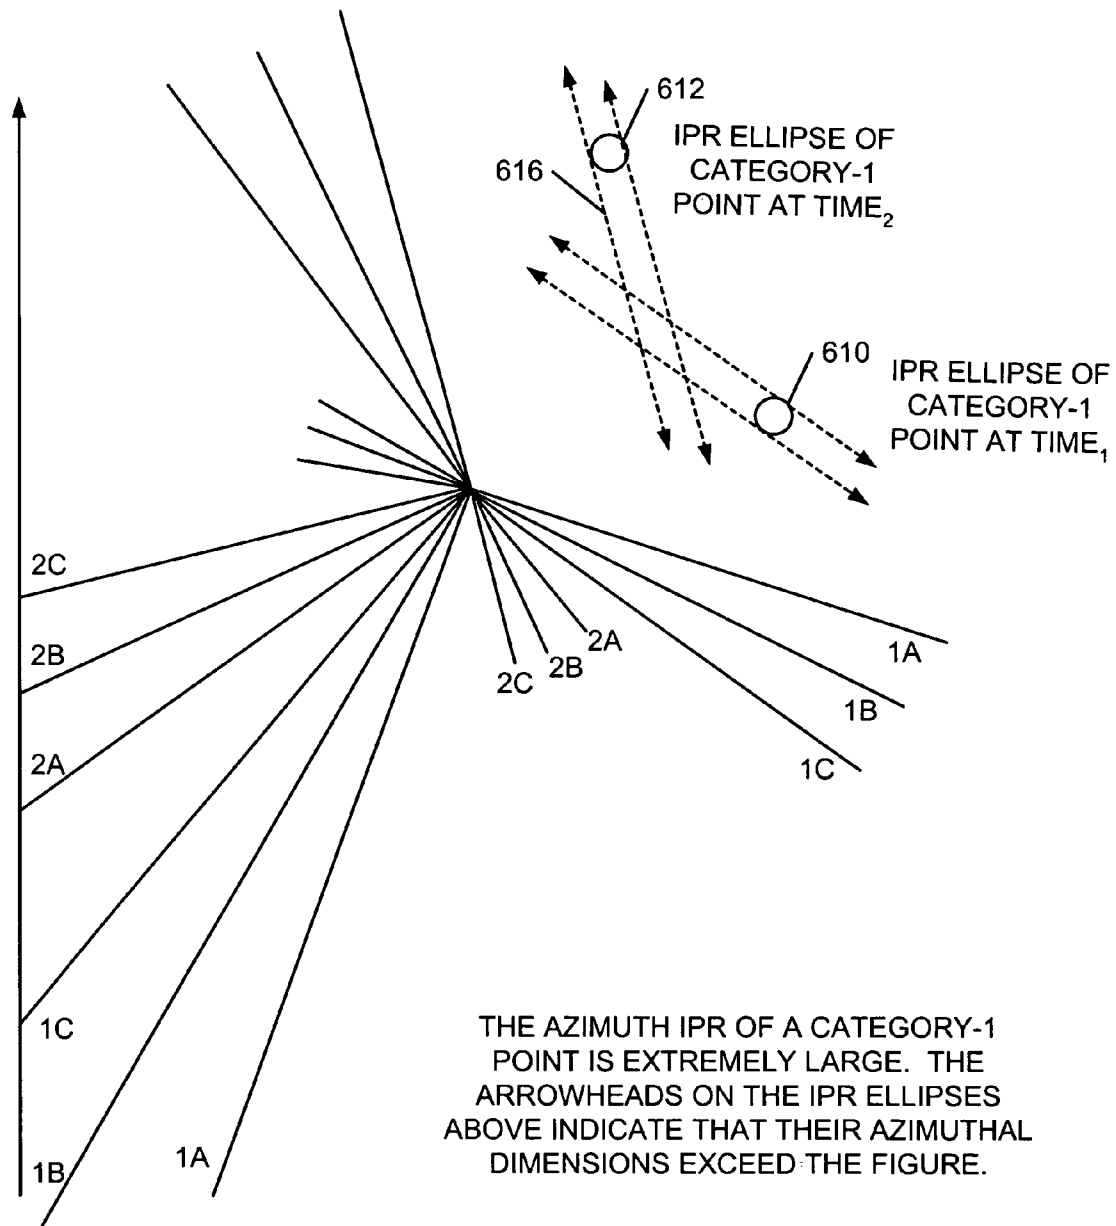 612
IPR ELLIPSE OF
CATEGORY-1
POINT AT TIME₂
616
610
IPR ELLIPSE OF
CATEGORY-1
POINT AT TIME₁
2C
2B
2A
2C
2B
2A
1A
1B
1C
1C
1B
1A
THE AZIMUTH IPR OF A CATEGORY-1
POINT IS EXTREMELY LARGE. THE
ARROWHEADS ON THE IPR ELLIPSES
ABOVE INDICATE THAT THEIR AZIMUTHAL
DIMENSIONS EXCEED THE FIGURE.